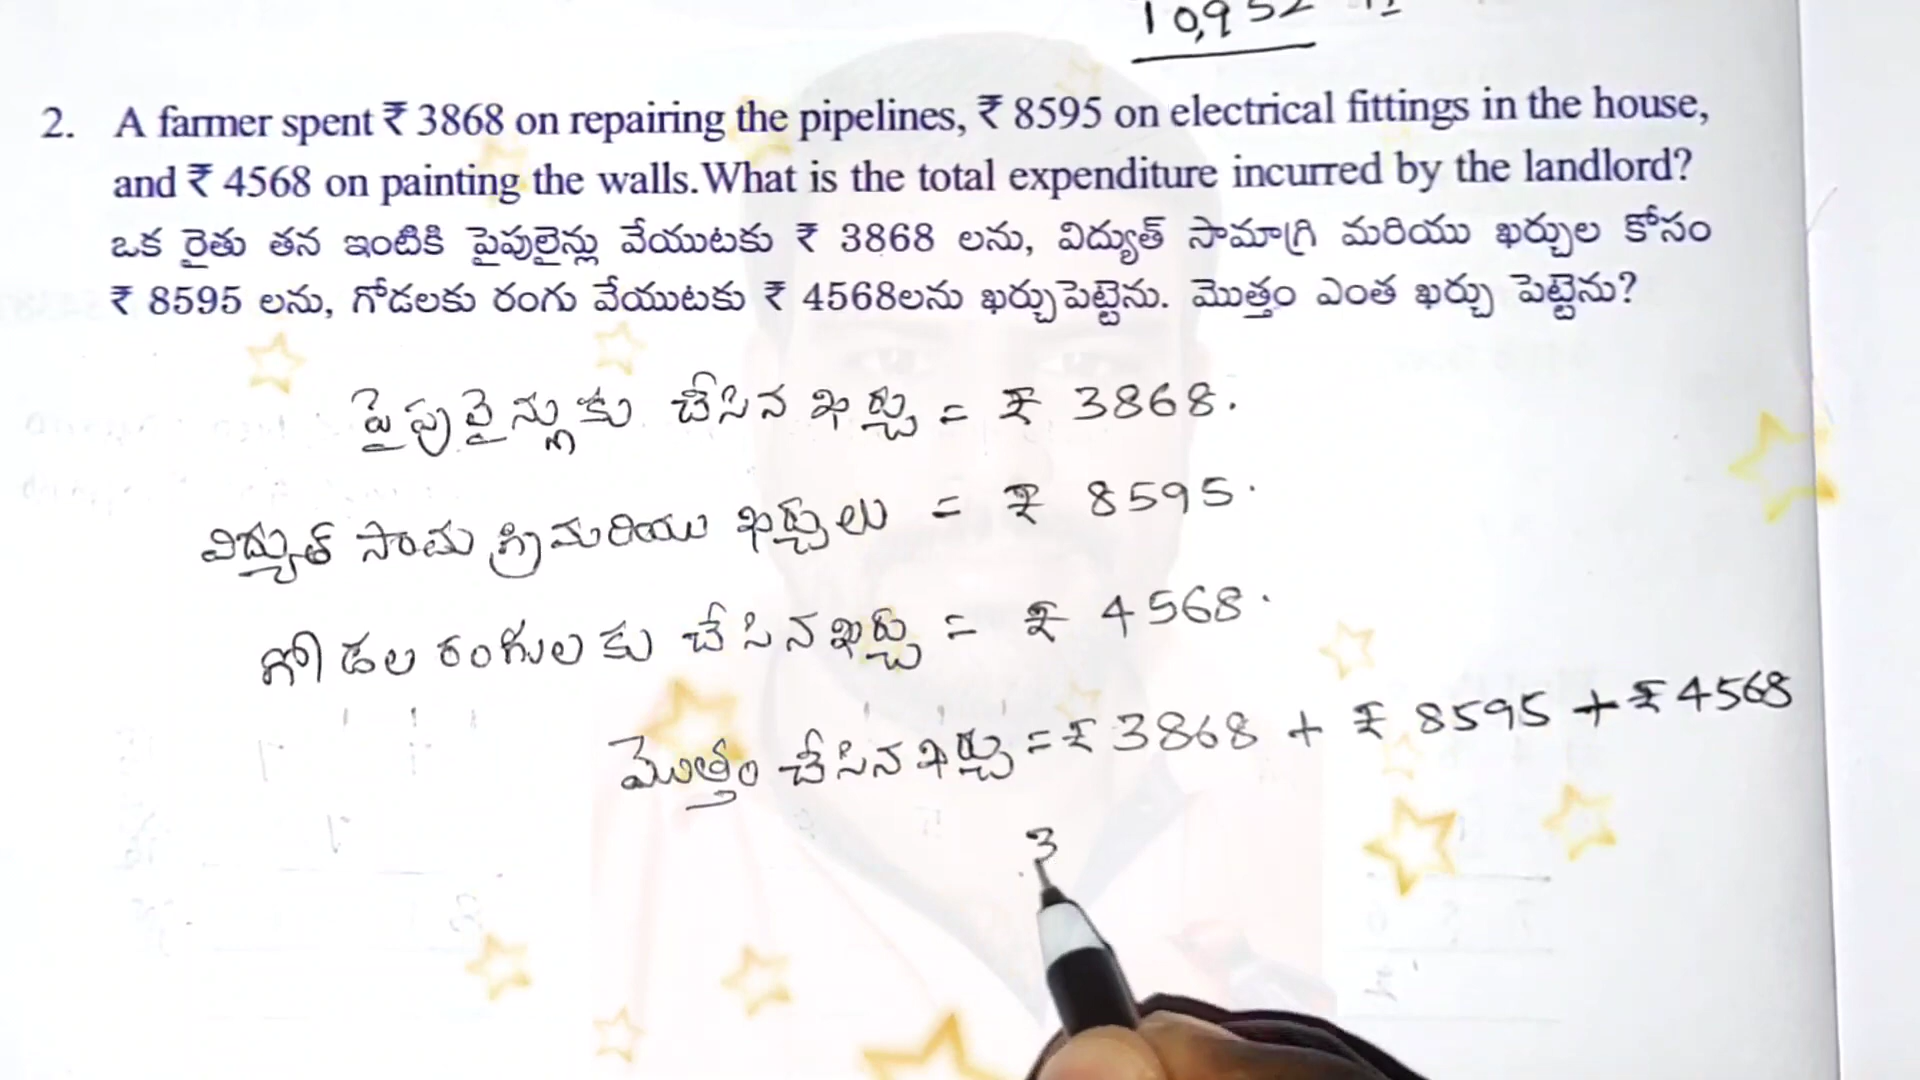 10,952
2. A farmer spent ₹ 3868 on repairing the pipelines, ₹ 8595 on electrical fittings in the house,
and ₹ 4568 on painting the walls.What is the total expenditure incurred by the landlord?
ఒక రైతు తన ఇంటికి పైపులైన్లు వేయుటకు ₹ 3868 లను, విద్యుత్ సామాగ్రి మరియు ఖర్చుల కోసం
₹ 8595 లను, గోడలకు రంగు వేయుటకు ₹ 4568లను ఖర్చుపెట్టెను. మొత్తం ఎంత ఖర్చు పెట్టెను?
పైపులైన్లుకు చేసిన ఖర్చు = ₹ 3868.
విద్యుత్ సామగ్రి మరియు ఖర్చులు = ₹ 8595.
గోడల రంగులకు చేసిన ఖర్చు = ₹ 4568.
మొత్తం చేసిన ఖర్చు = ₹ 3868 + ₹ 8595 + ₹ 4568
3